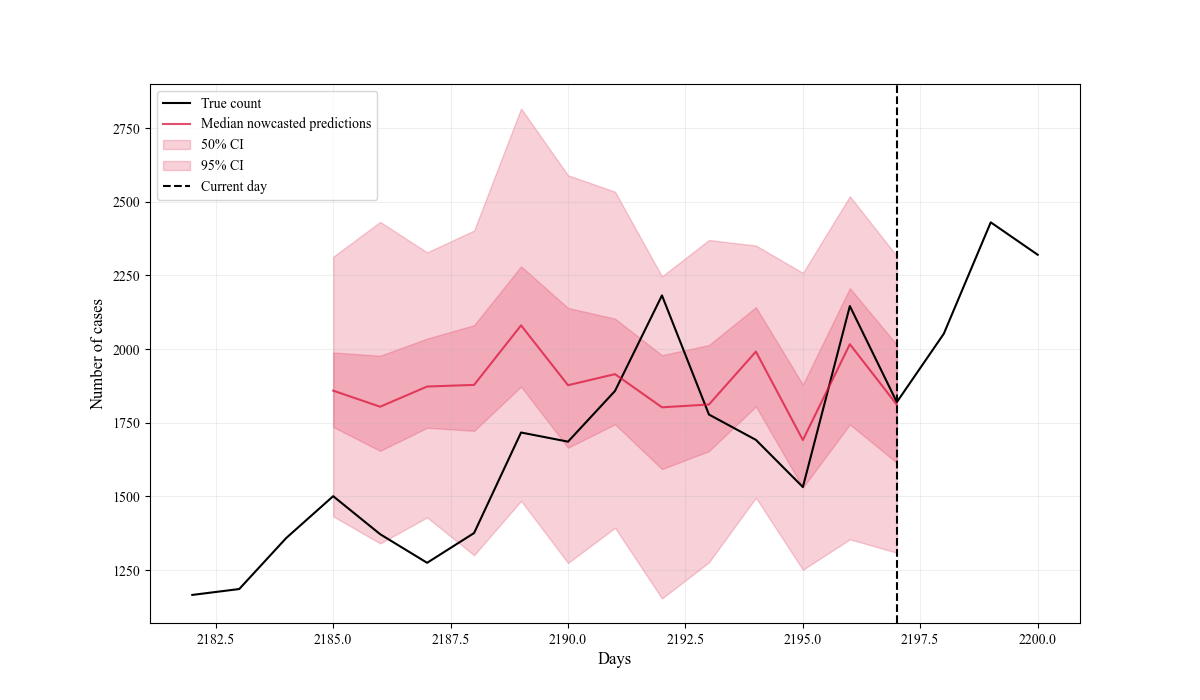 True count
Median nowcasted predictions
50% CI
95% CI
Current day
Number of cases
2750
2500
2250
2000
1750
1500
1250
2182.5 2185.0 2187.5 2190.0 2192.5 2195.0 2197.5 2200.0
Days